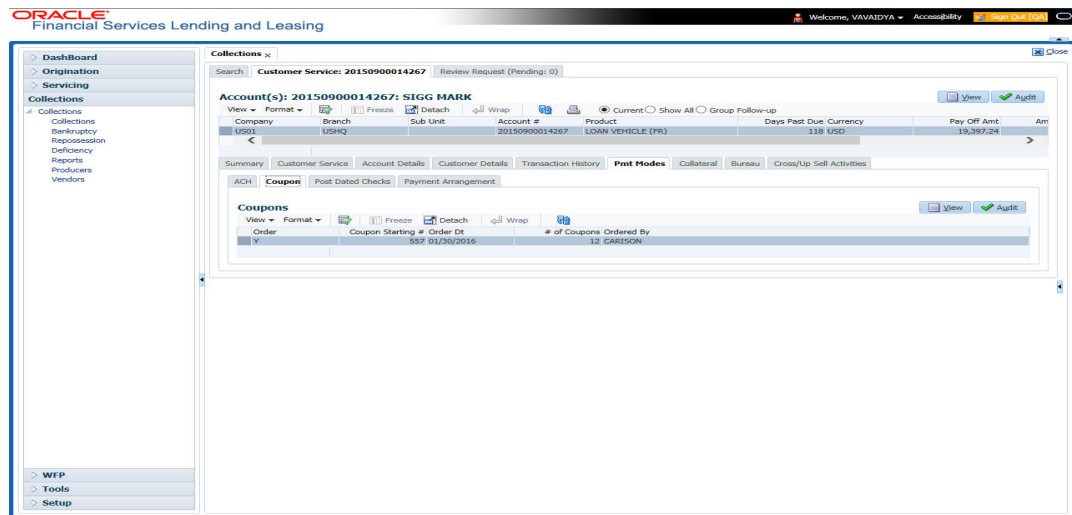 ORACLE
Financial Services Lending and Leasing
Welcome, VAVAIDYA Accessibility Sign Out [QA]
Close
DashBoard
Origination
Servicing
Collections
Collections
Collections
Bankruptcy
Repossession
Deficiency
Reports
Producers
Vendors
WFP
Tools
Setup
Collections x
Search Customer Service: 20150900014267 Review Request (Pending: 0)
Account(s): 20150900014267: SIGG MARK
View Audit
View Format Freeze Detach Wrap Current Show All Group Follow-up
Company Branch Sub Unit Account # Product Days Past Due Currency Pay Off Amt Am
US01 USHQ 20150900014267 LOAN VEHICLE (FR) 118 USD 19,397.24
Summary Customer Service Account Details Customer Details Transaction History Pmt Modes Collateral Bureau Cross/Up Sell Activities
ACH Coupon Post Dated Checks Payment Arrangement
Coupons
View Audit
View Format Freeze Detach Wrap
Order Coupon Starting # Order Dt # of Coupons Ordered By
Y 557 01/30/2016 12 CARISON